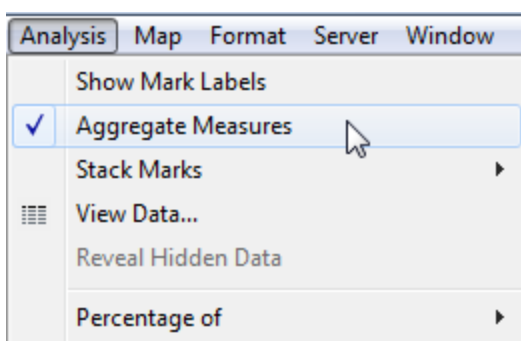 Analysis Map Format Server Window
Show Mark Labels
Aggregate Measures
Stack Marks
View Data...
Reveal Hidden Data
Percentage of